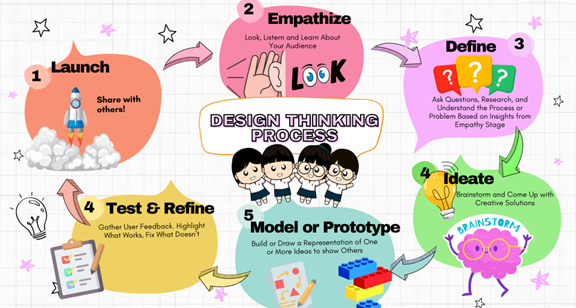 1
Launch
Share with
others!
2
Empathize
Look, Listen and Learn About
Your Audience
LOOK
Define
3
? ? ?
Ask Questions, Research, and
Understand the Process or
Problem Based on Insights from
Empathy Stage
DESIGN THINKING
PROCESS
4
Ideate
Brainstorm and Come Up with
Creative Solutions
BRAINSTORM
5
Model or Prototype
Build or Draw a Representation of One
or More Ideas to show Others
4
Test & Refine
Gather User Feedback. Highlight
What Works, Fix What Doesn't